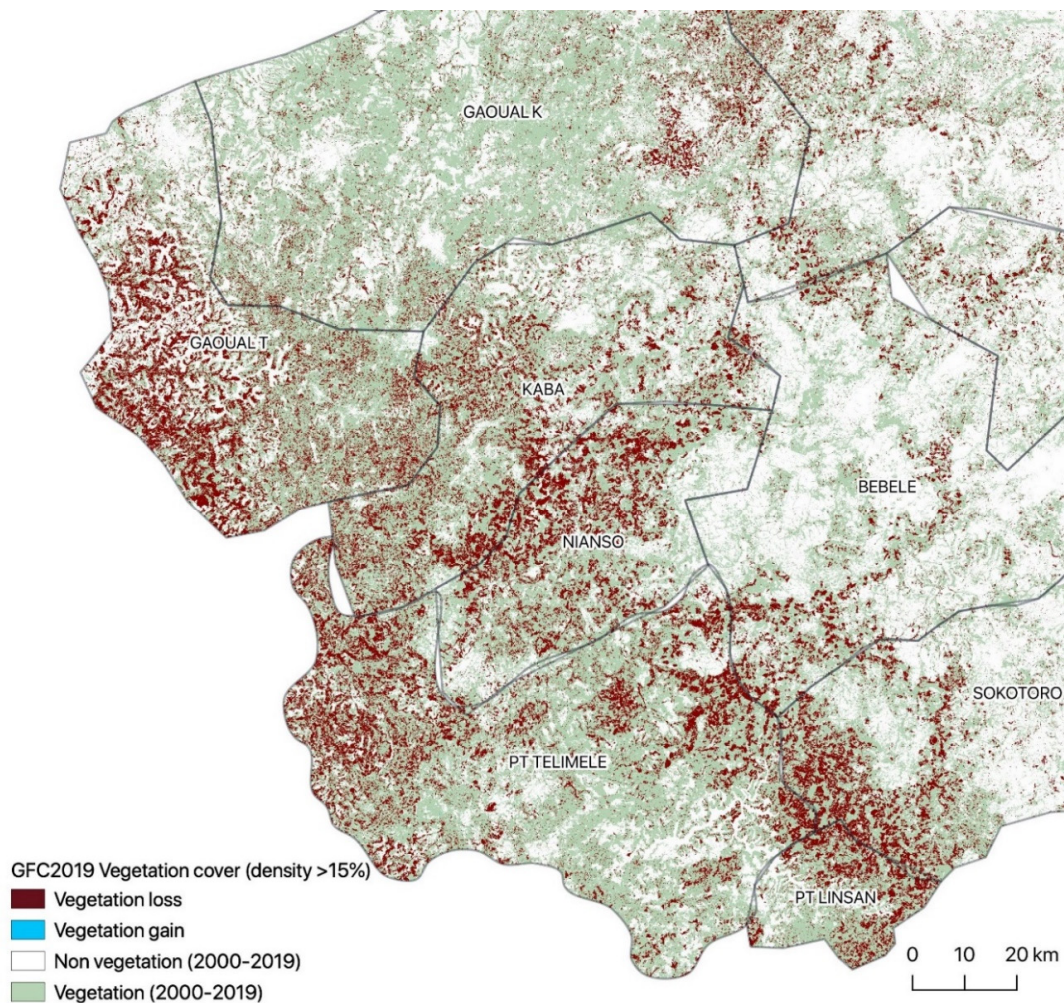 GAOUAL K
GAOUAL T
KABA
BEBELE
NIANSO
SOKOTORO
PT TELIMELE
PT LINSAN
GFC2019 Vegetation cover (density >15%)
Vegetation loss
Vegetation gain
Non vegetation (2000-2019)
Vegetation (2000-2019)
0 10 20 km